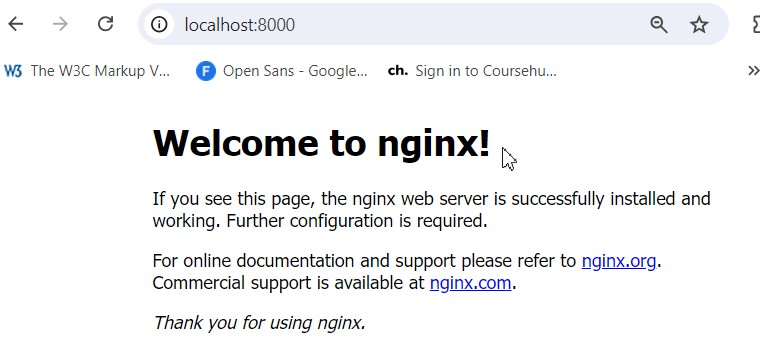 localhost:8000
W3 The W3C Markup V... F Open Sans - Google... ch. Sign in to Coursehu...
Welcome to nginx!
If you see this page, the nginx web server is successfully installed and
working. Further configuration is required.
For online documentation and support please refer to nginx.org.
Commercial support is available at nginx.com.
Thank you for using nginx.